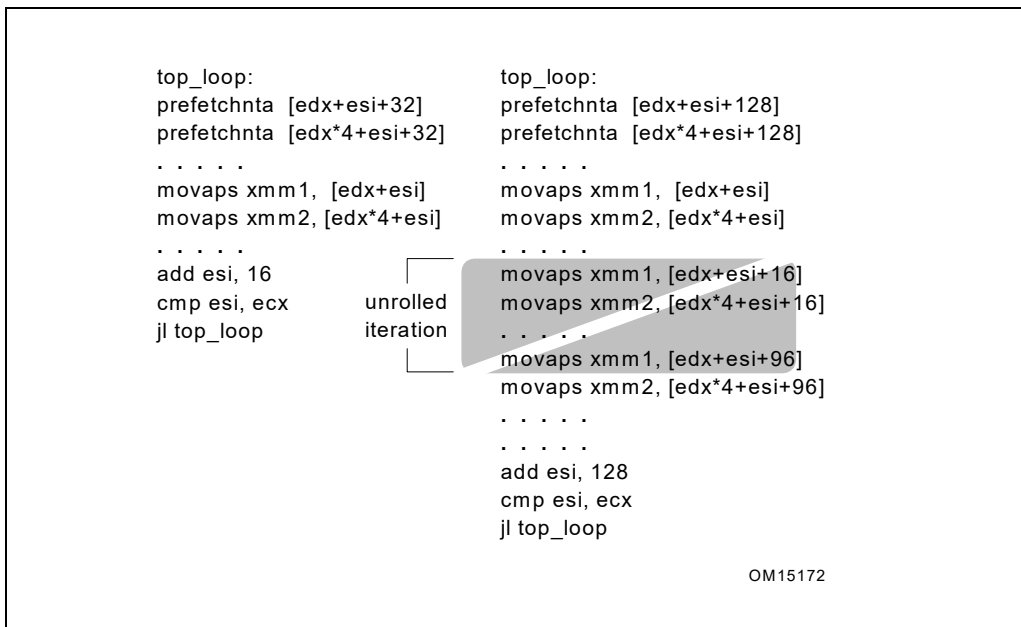 top_loop:
prefetchnta [edx+esi+32]
prefetchnta [edx*4+esi+32]
. . . . .
movaps xmm1, [edx+esi]
movaps xmm2, [edx*4+esi]
. . . . .
add esi, 16
cmp esi, ecx
jl top_loop
unrolled
iteration
top_loop:
prefetchnta [edx+esi+128]
prefetchnta [edx*4+esi+128]
. . . . .
movaps xmm1, [edx+esi]
movaps xmm2, [edx*4+esi]
. . . . .
movaps xmm1, [edx+esi+16]
movaps xmm2, [edx*4+esi+16]
. . . . .
movaps xmm1, [edx+esi+96]
movaps xmm2, [edx*4+esi+96]
. . . . .
. . . . .
add esi, 128
cmp esi, ecx
jl top_loop
OM15172